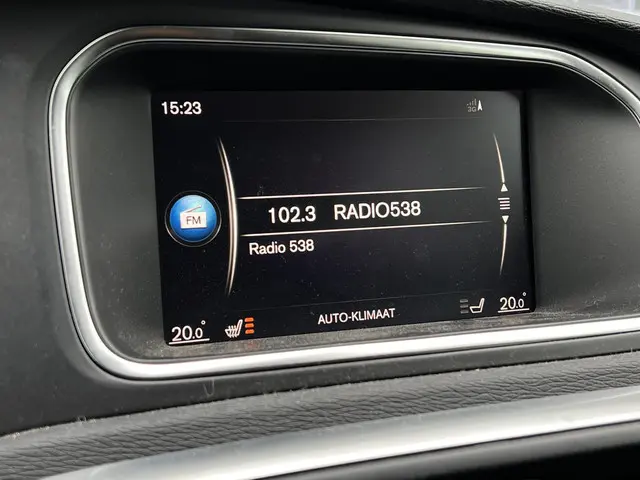 15:23
3G
FM
102.3 RADIO538
Radio 538
20.0°
AUTO-KLIMAAT
20.0°